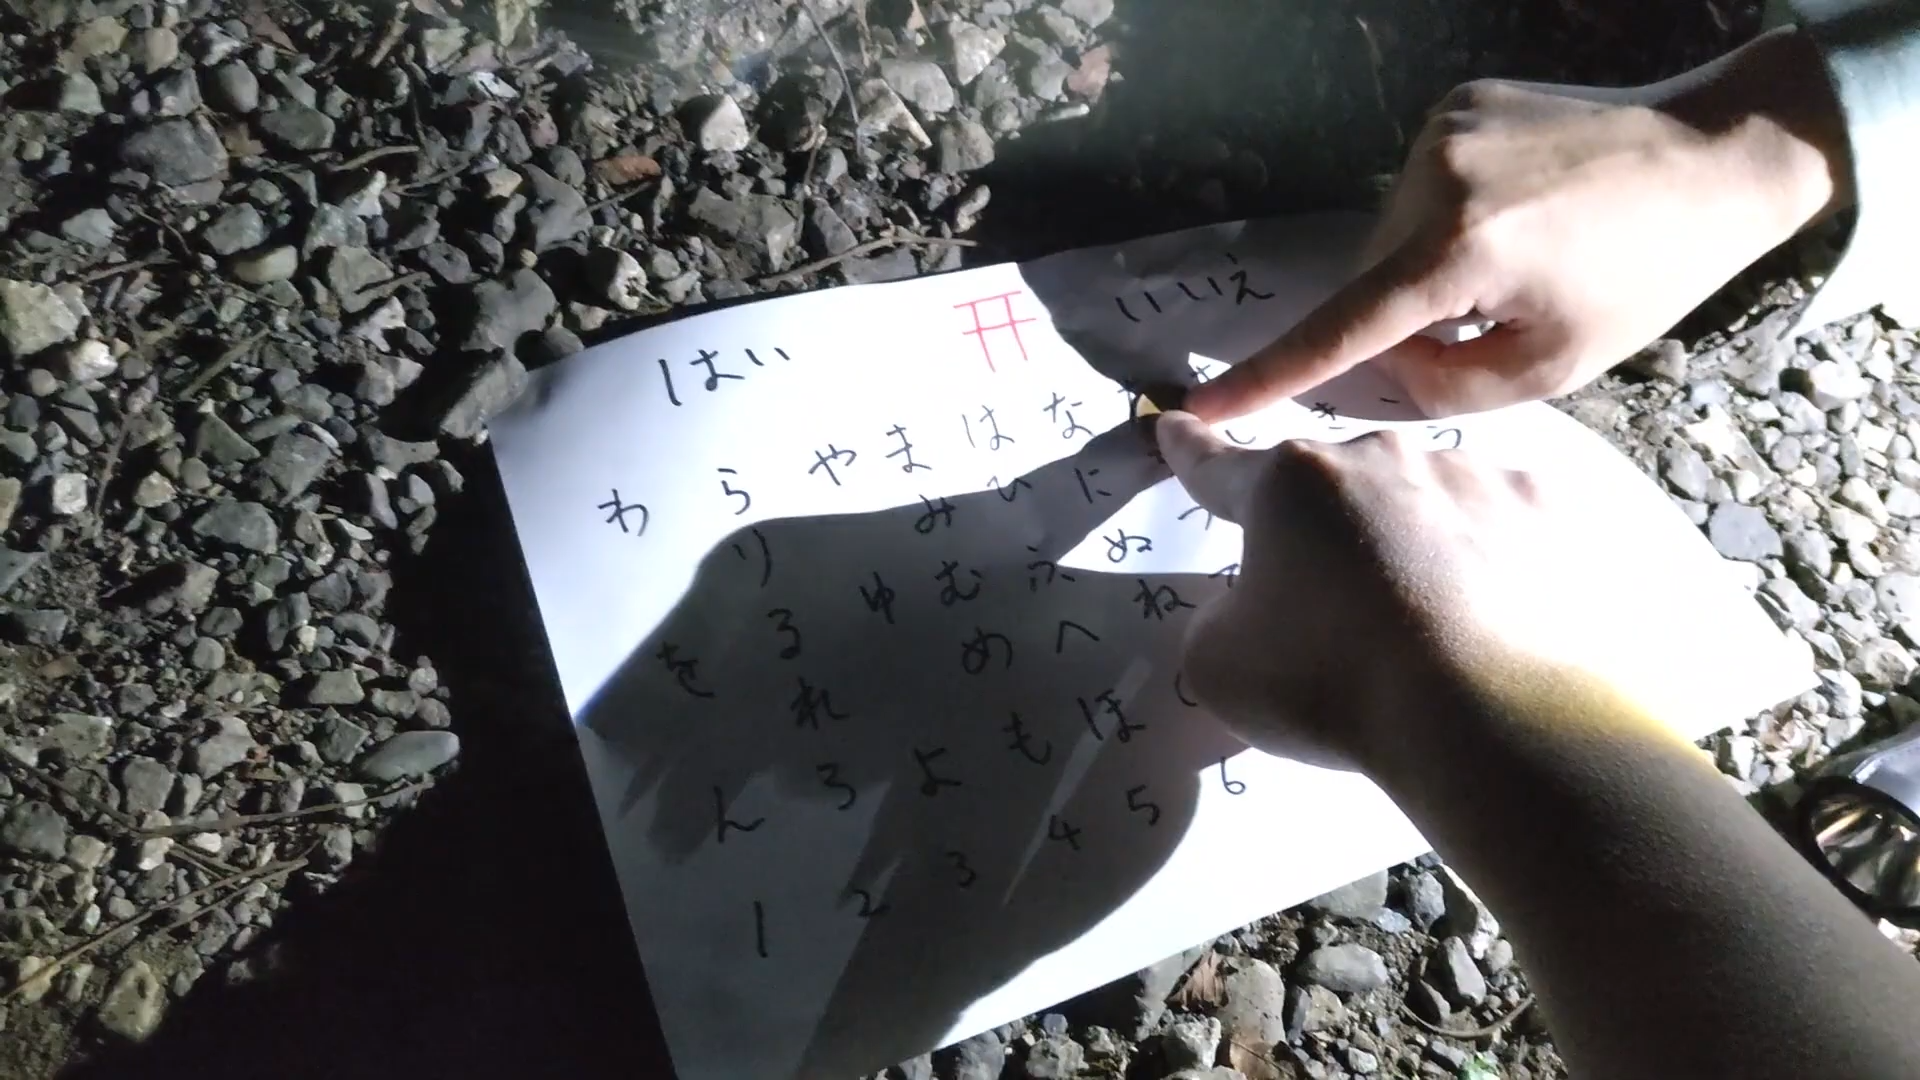 はい いいえ
わ らやまはな
り みひに
を るゆむふぬ
れ めへね
ん ろよもほ
1 2 3 4 5 6